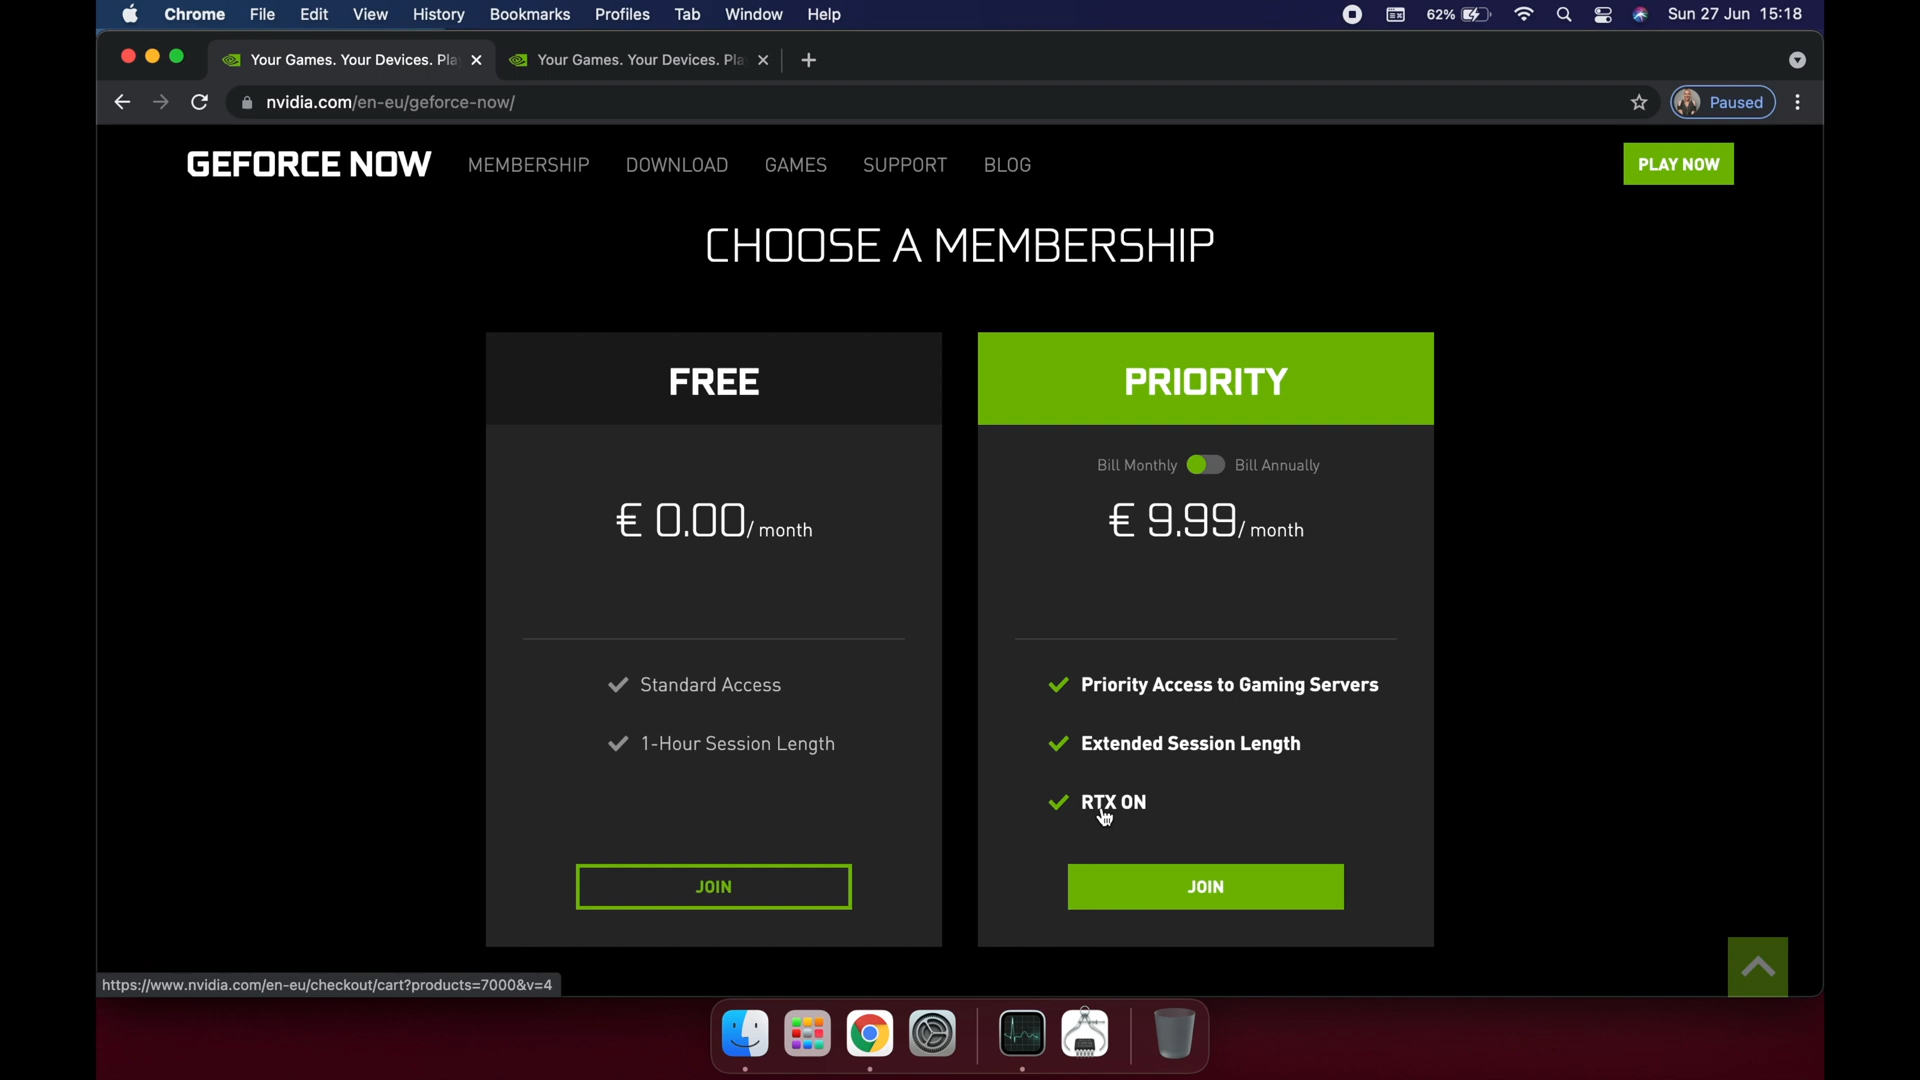 Chrome File Edit View History Bookmarks Profiles Tab Window Help 62% Sun 27 Jun 15:18
Your Games. Your Devices. Pla Your Games. Your Devices. Pla
nvidia.com/en-eu/geforce-now/ Paused
GEFORCE NOW MEMBERSHIP DOWNLOAD GAMES SUPPORT BLOG PLAY NOW
CHOOSE A MEMBERSHIP
FREE
€ 0.00/ month
Standard Access
1-Hour Session Length
JOIN
PRIORITY
Bill Monthly Bill Annually
€ 9.99/ month
Priority Access to Gaming Servers
Extended Session Length
RTX ON
JOIN
https://www.nvidia.com/en-eu/checkout/cart?products=7000&v=4